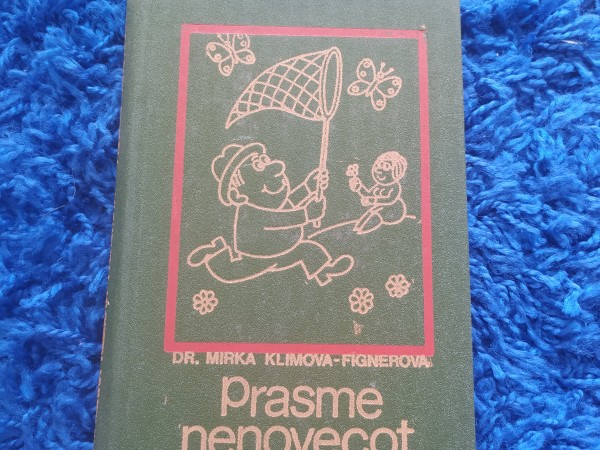 DR. MIRKA KLIMOVA-FIGNEROVA
prasme
nenovecot